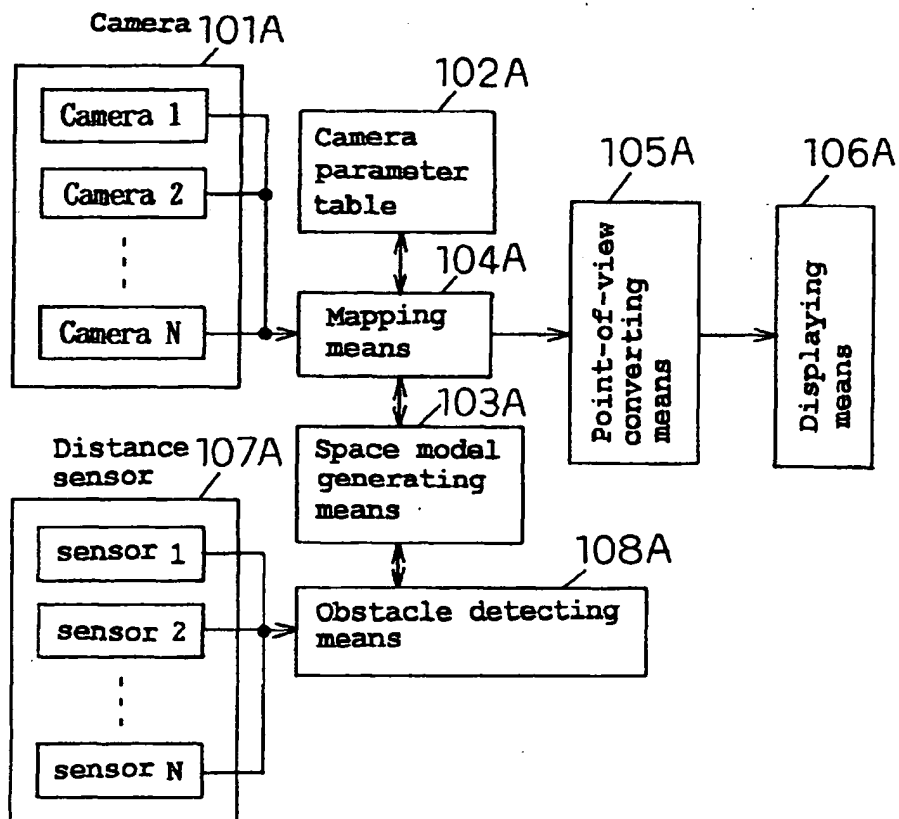 Camera 101A
Camera 1
Camera 2
Camera N
102A
Camera
parameter
table
104A
Mapping
means
103A
Space model
generating
means
105A
Point-of-view
converting
means
106A
Displaying
means
Distance
sensor
107A
sensor 1
sensor 2
sensor N
108A
Obstacle detecting
means